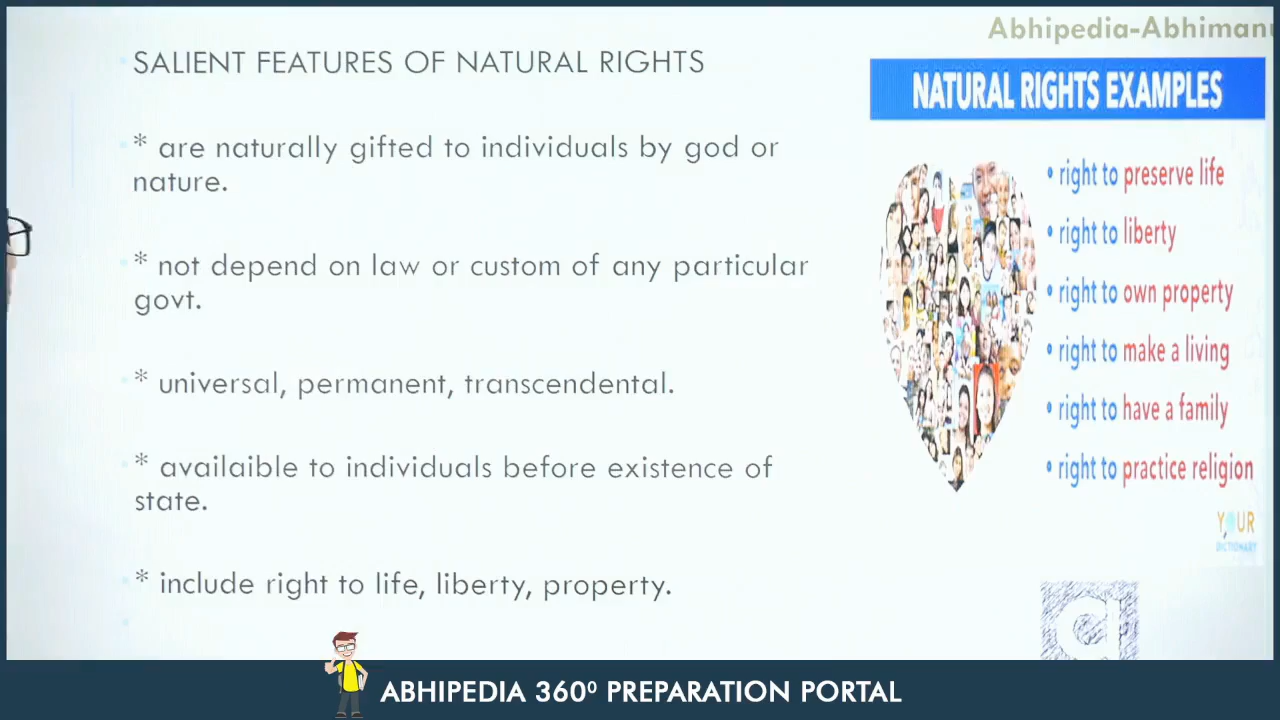 Abhipedia-Abhimanu
SALIENT FEATURES OF NATURAL RIGHTS
* are naturally gifted to individuals by god or
nature.
* not depend on law or custom of any particular
govt.
* universal, permanent, transcendental.
* availaible to individuals before existence of
state.
* include right to life, liberty, property.
NATURAL RIGHTS EXAMPLES
• right to preserve life
• right to liberty
• right to own property
• right to make a living
• right to have a family
• right to practice religion
YOUR
DICTIONARY
ABHIPEDIA 360⁰ PREPARATION PORTAL